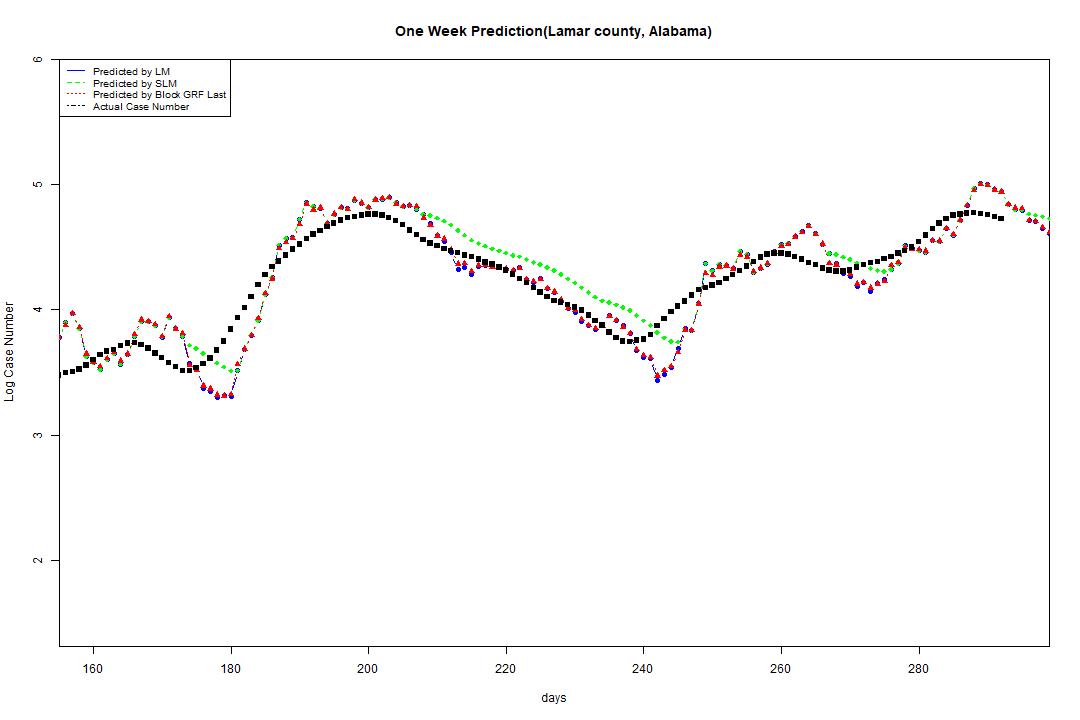 One Week Prediction(Lamar county, Alabama)
6
Predicted by LM
Predicted by SLM
Predicted by Block GRF Last
Actual Case Number
5
4
3
2
Log Case Number
160 180 200 220 240 260 280
days